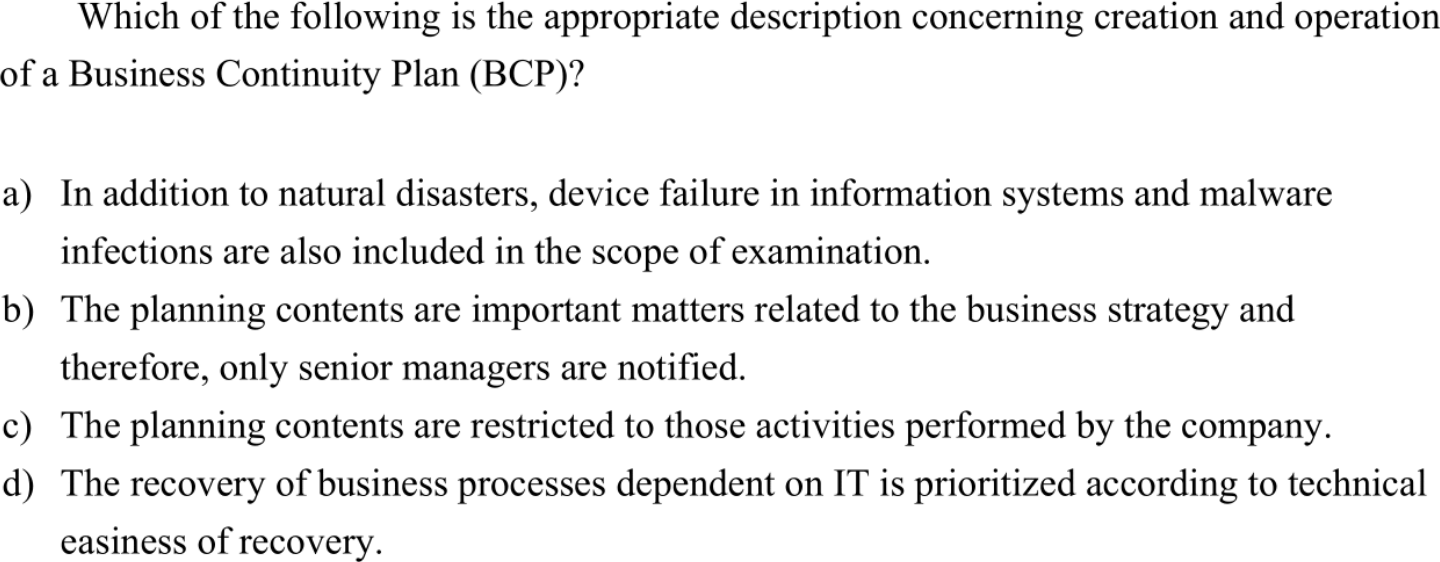 Which of the following is the appropriate description concerning creation and operation
of a Business Continuity Plan (BCP)?
a) In addition to natural disasters, device failure in information systems and malware
infections are also included in the scope of examination.
b) The planning contents are important matters related to the business strategy and
therefore, only senior managers are notified.
c) The planning contents are restricted to those activities performed by the company.
d) The recovery of business processes dependent on IT is prioritized according to technical
easiness of recovery.